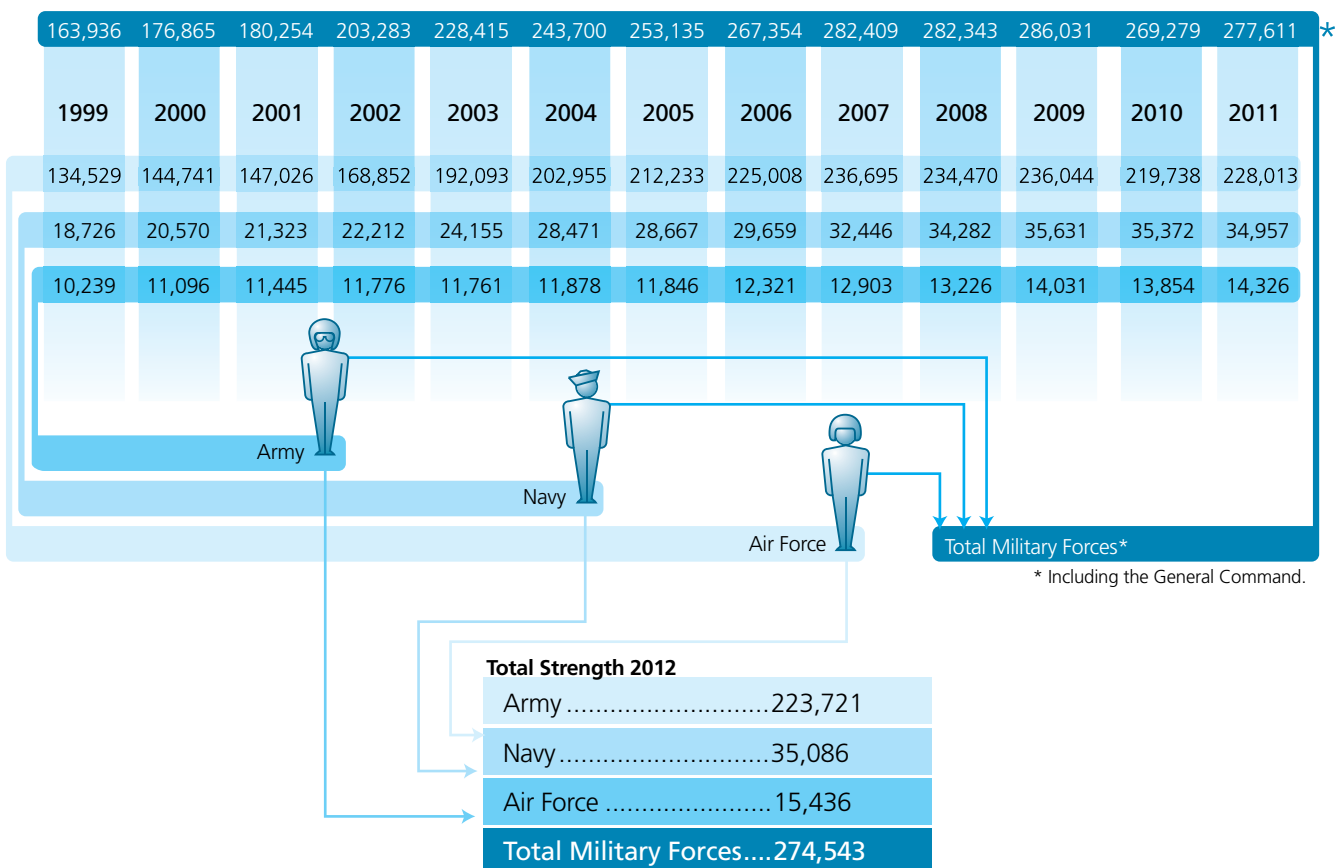 163,936 176,865 180,254 203,283 228,415 243,700 253,135 267,354 282,409 282,343 286,031 269,279 277,611 *
1999 2000 2001 2002 2003 2004 2005 2006 2007 2008 2009 2010 2011
134,529 144,741 147,026 168,852 192,093 202,955 212,233 225,008 236,695 234,470 236,044 219,738 228,013
18,726 20,570 21,323 22,212 24,155 28,471 28,667 29,659 32,446 34,282 35,631 35,372 34,957
10,239 11,096 11,445 11,776 11,761 11,878 11,846 12,321 12,903 13,226 14,031 13,854 14,326
Army
Navy
Air Force
Total Military Forces*
* Including the General Command.
Total Strength 2012
Army ............................223,721
Navy.............................35,086
Air Force .......................15,436
Total Military Forces....274,543